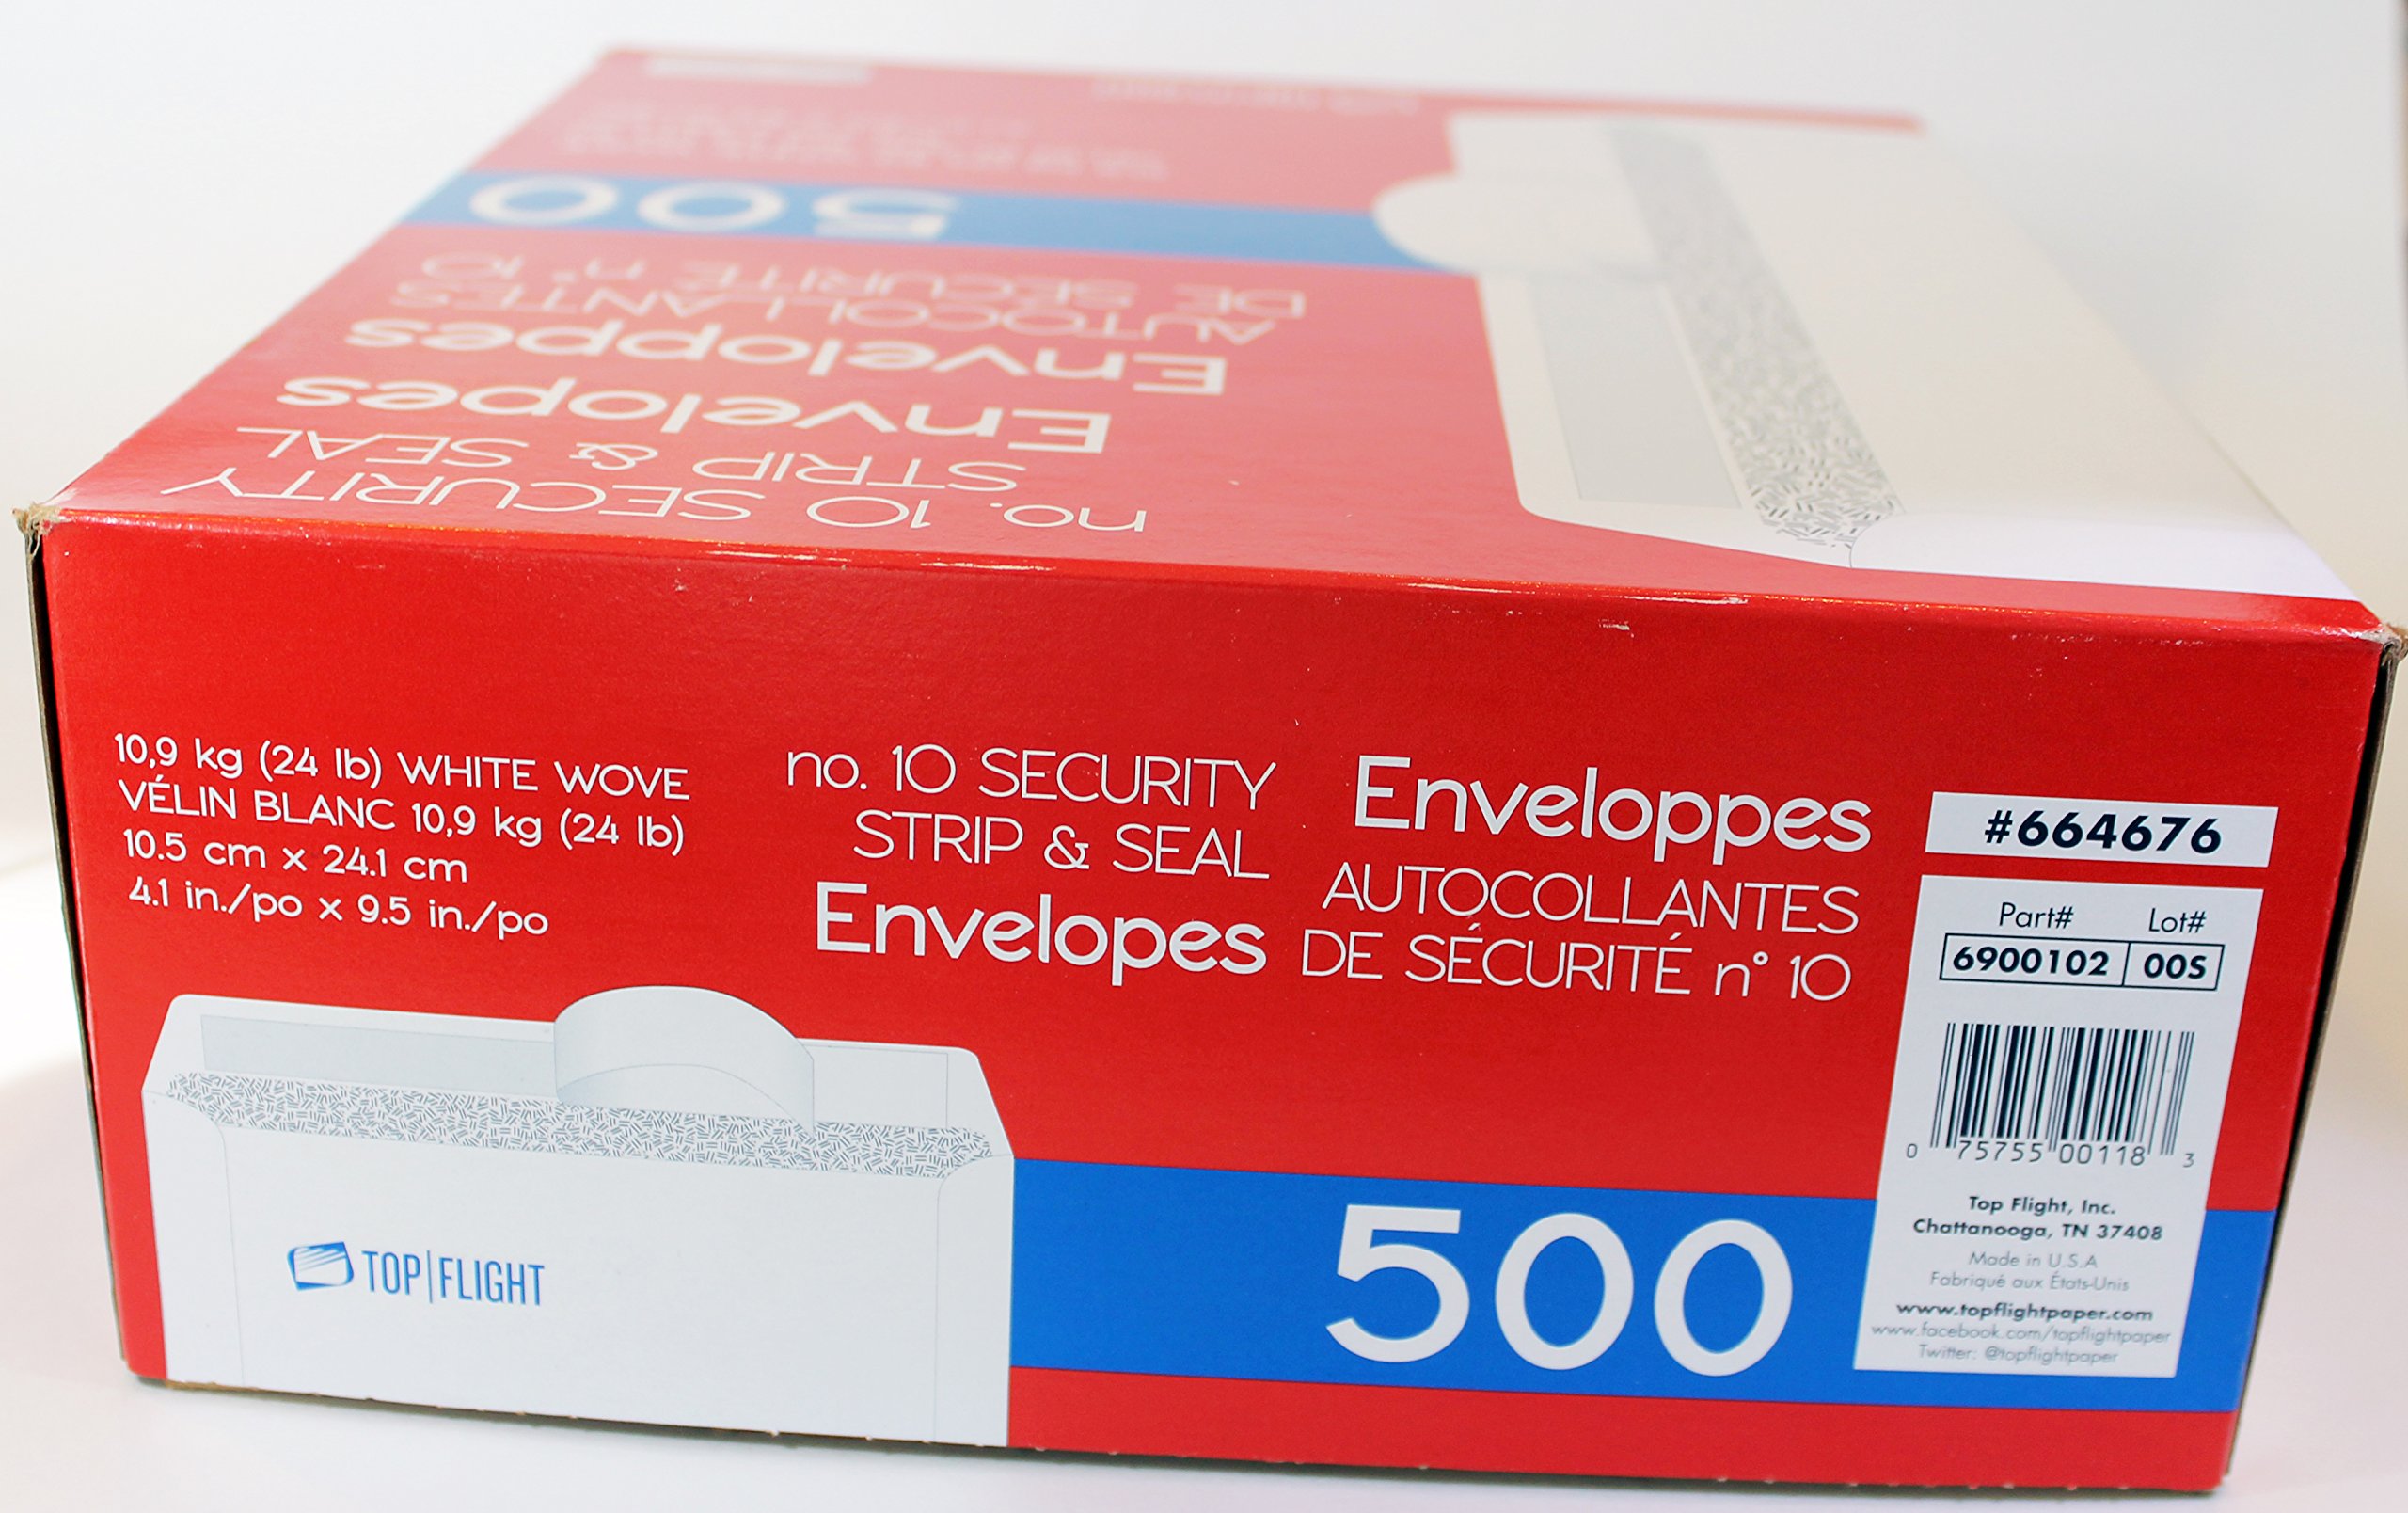 500
AUTOCOLLANTES
DE SÉCURITÉ n° 10
Enveloppes
Envelopes
STRIP & SEAL
no. 10 SECURITY
10,9 kg (24 lb) WHITE WOVE
VÉLIN BLANC 10,9 kg (24 lb)
10.5 cm x 24.1 cm
4.1 in./po x 9.5 in./po
no. 10 SECURITY
STRIP & SEAL
Envelopes
Enveloppes
AUTOCOLLANTES
DE SÉCURITÉ n° 10
#664676
Part# Lot#
6900102 00S
0 75755 00118 3
TOP|FLIGHT
500
Top Flight, Inc.
Chattanooga, TN 37408
Made in U.S.A
Fabriqué aux États-Unis
www.topflightpaper.com
www.facebook.com/topflightpaper
Twitter: @topflightpaper